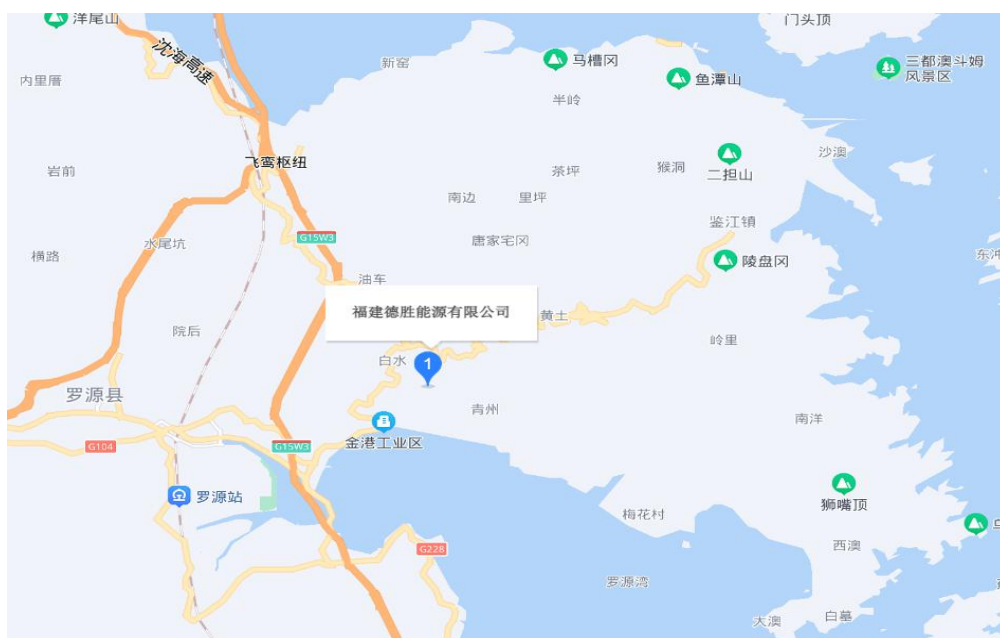 洋尾山
门头顶
沈海高速
马槽冈
新窑
三都澳斗姆
风景区
内里厝
鱼潭山
半岭
飞鸾枢纽
沙澳
岩前
茶坪
猴洞
二担山
南边
里坪
鉴江镇
G15W3
唐家宅冈
水尾坑
横路
东冲
陵盘冈
油车
福建德胜能源有限公司
黄土
院后
岭里
白水
1
罗源县
青州
南洋
G104
G15W3
金港工业区
罗源站
狮嘴顶
梅花村
G228
西澳
罗源湾
白墓
大澳